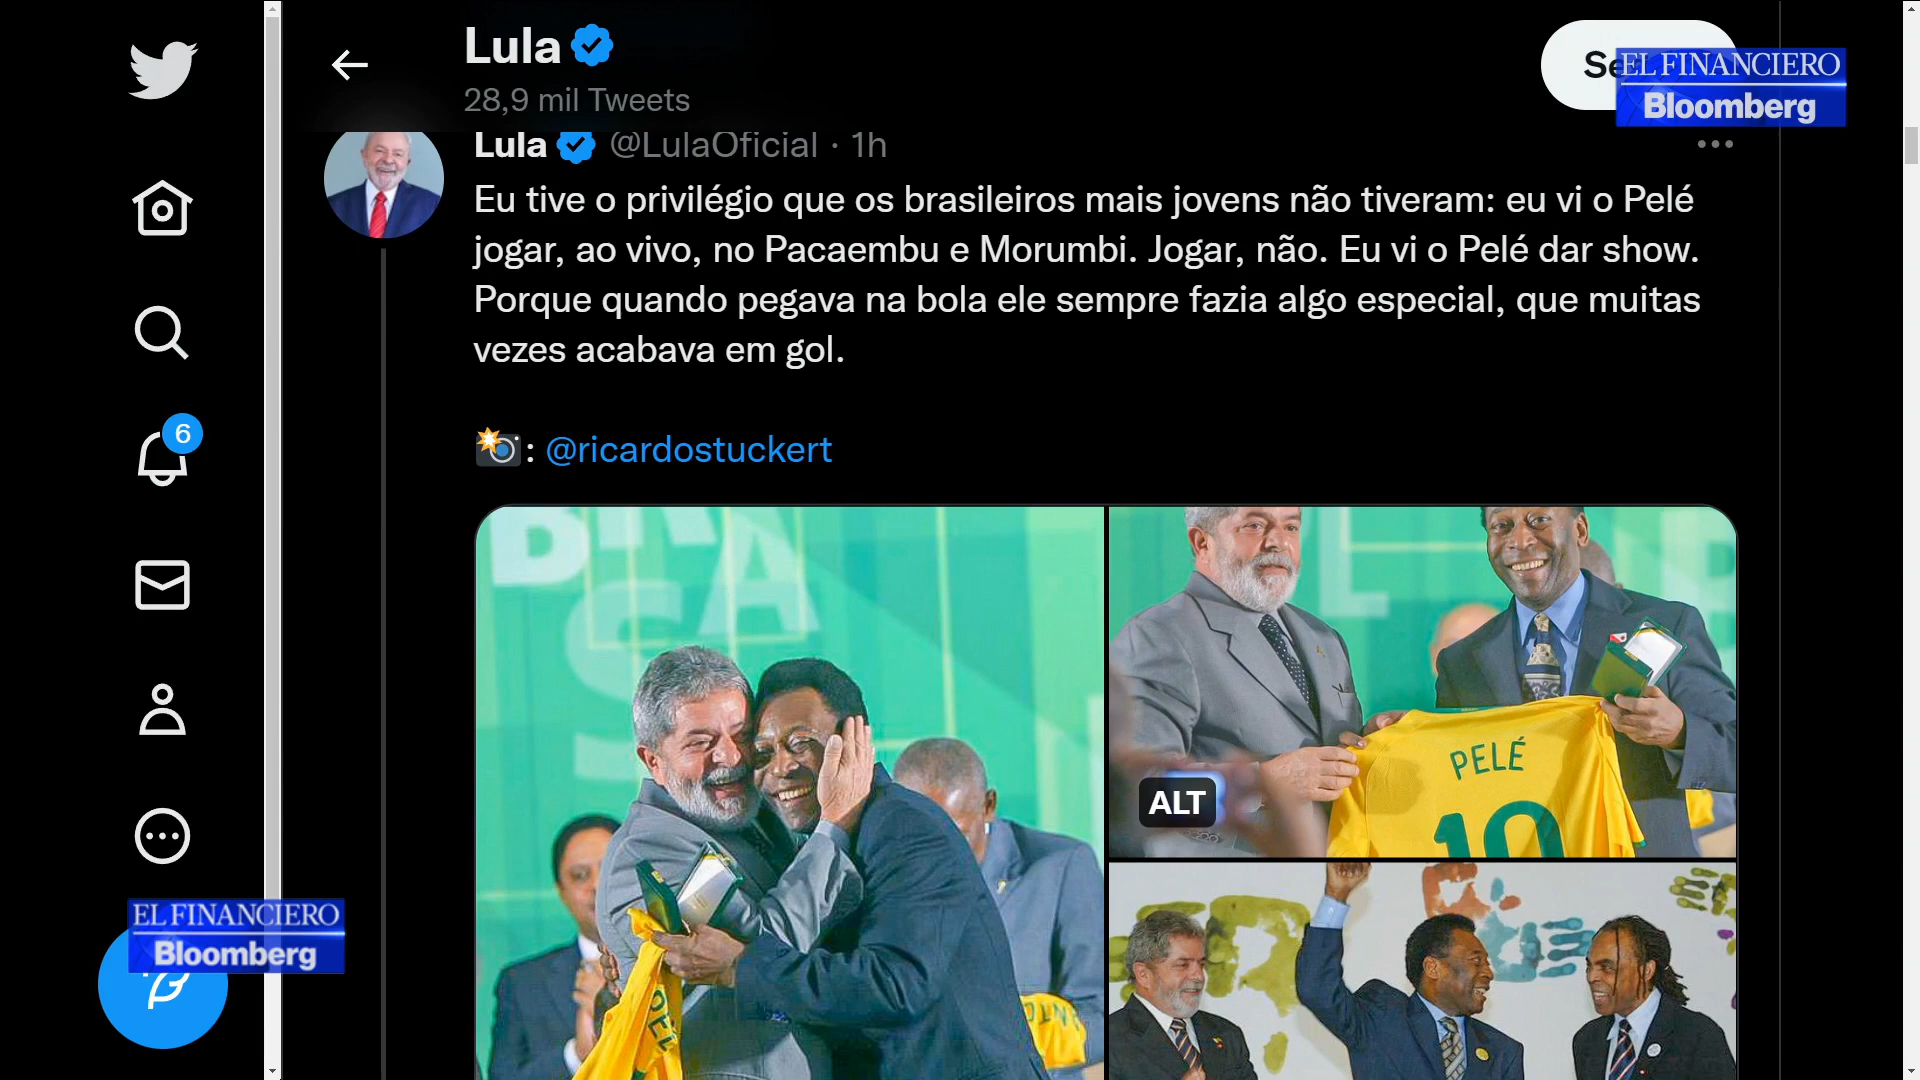 Lula
28,9 mil Tweets
Se
EL FINANCIERO
Bloomberg
Lula @LulaOficial · 1h
Eu tive o privilégio que os brasileiros mais jovens não tiveram: eu vi o Pelé
jogar, ao vivo, no Pacaembu e Morumbi. Jogar, não. Eu vi o Pelé dar show.
Porque quando pegava na bola ele sempre fazia algo especial, que muitas
vezes acabava em gol.
: @ricardostuckert
6
BRA
S
PELÉ
10
ALT
EL FINANCIERO
Bloomberg